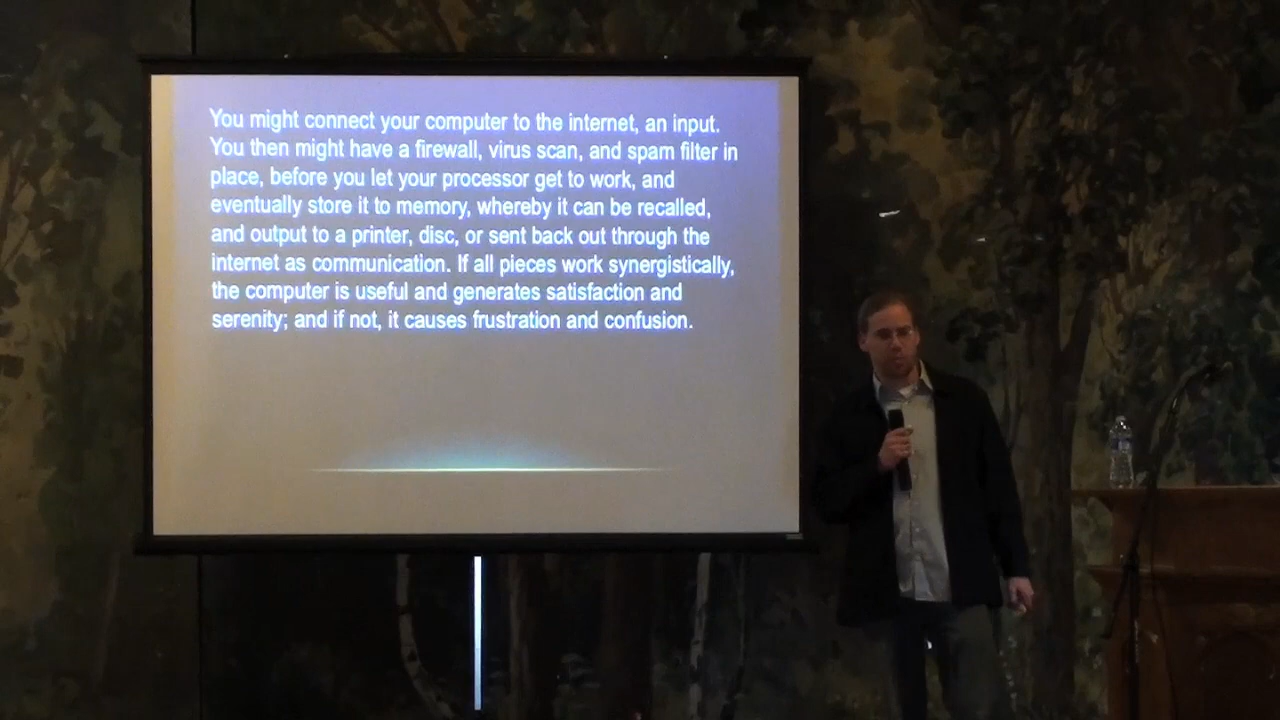 You might connect your computer to the internet, an input.
You then might have a firewall, virus scan, and spam filter in
place, before you let your processor get to work, and
eventually store it to memory, whereby it can be recalled,
and output to a printer, disc, or sent back out through the
internet as communication. If all pieces work synergistically,
the computer is useful and generates satisfaction and
serenity; and if not, it causes frustration and confusion.